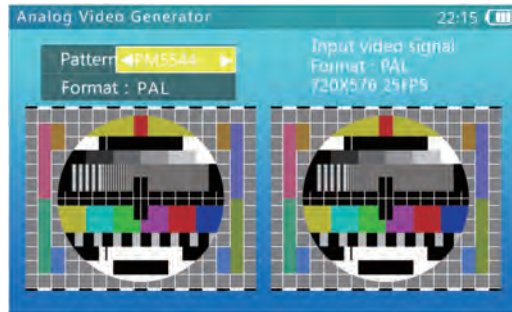 Analog Video Generator
22:15
Pattern PM5544
Format : PAL
Input video signal
Format : PAL
720X576 25FPS